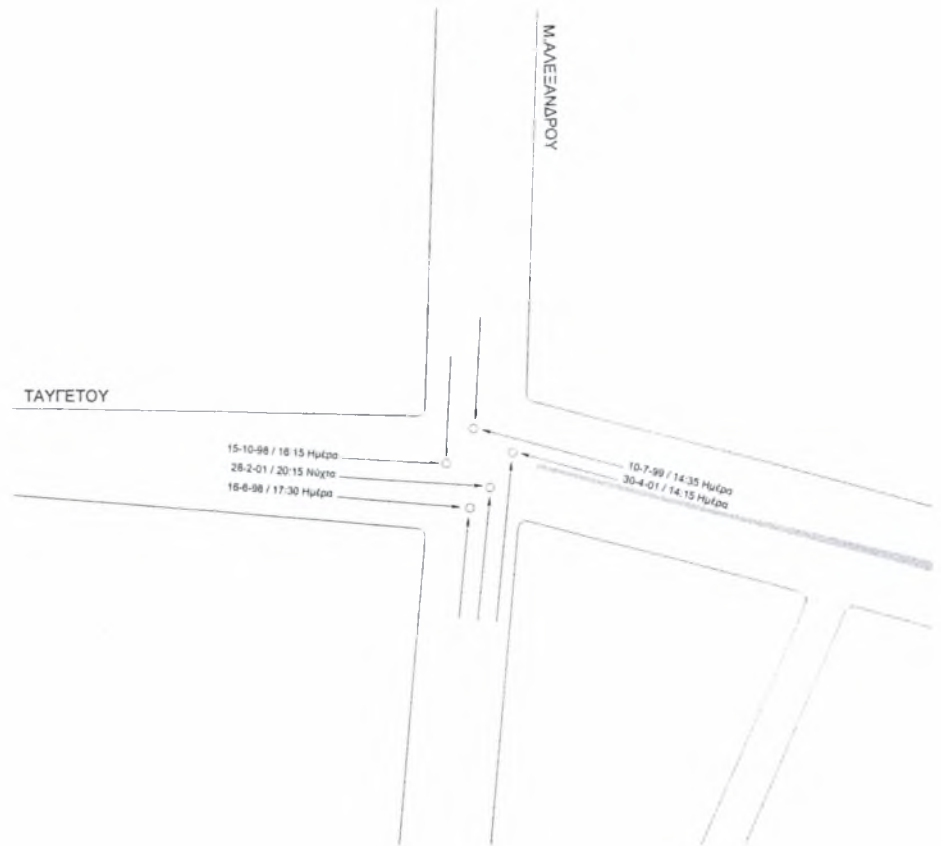 Μ.ΑΛΕΞΑΝΔΡΟΥ
ΤΑΥΓΕΤΟΥ
15-10-98 / 16:15 Ημέρα
28-2-01 / 20:15 Νύχτα
16-6-98 / 17:30 Ημέρα
10-7-99 / 14:35 Ημέρα
30-4-01 / 14:15 Ημέρα